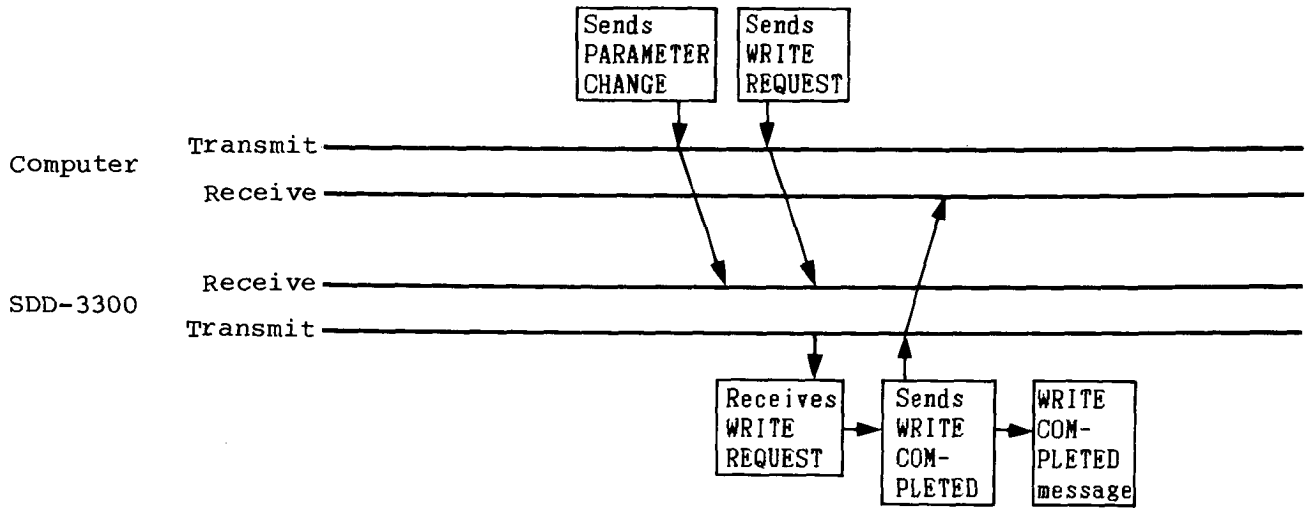 Sends
PARAMETER
CHANGE
Sends
WRITE
REQUEST
Computer
Transmit
Receive
SDD-3300
Receive
Transmit
Receives
WRITE
REQUEST
Sends
WRITE
COM-
PLETED
WRITE
COM-
PLETED
message